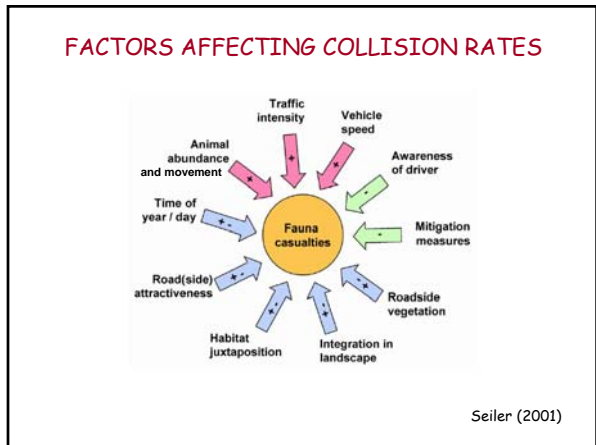 FACTORS AFFECTING COLLISION RATES
Traffic
intensity
Vehicle
speed
Animal
abundance
and movement
Awareness
of driver
Time of
year / day
Fauna
casualties
Mitigation
measures
Road(side)
attractiveness
Roadside
vegetation
Habitat
juxtaposition
Integration in
landscape
+
+
+
-
-
+ -
+ -
+ -
+ -
+ -
Seiler (2001)